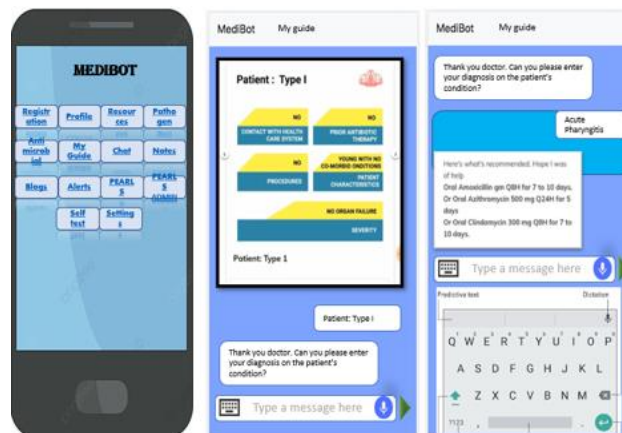 MEDIBOT
Registr
ation
Profile
Resour
ces
Patho
gen
Anti
microb
ial
My
Guide
Chat
Notes
Blogs
Alerts
PEARL
S
PEARL
S
ADMIN
Self
test
Setting
s
MediBot My guide
Patient : Type I
NO
CONTACT WITH HEALTH
CARE SYSTEM
NO
PRIOR ANTIBIOTIC
THERAPY
NO
PROCEDURES
YOUNG WITH NO
CO-MORBID CONDITIONS
PATIENT
CHARACTERISTICS
NO ORGAN FAILURE
SEVERITY
Patient: Type 1
Patient: Type I
Thank you doctor. Can you please enter
your diagnosis on the patient's
condition?
Type a message here
MediBot My guide
Thank you doctor. Can you please enter
your diagnosis on the patient's
condition?
Acute
Pharyngitis
Here's what's recommended. Hope I was
of help
Oral Amoxicillin gm Q8H for 7 to 10 days.
Or Oral Azithromycin 500 mg Q24H for 5
days
Or Oral Clindamycin 300 mg Q8H for 7 to
10 days.
Type a message here
Predictive text Dictation
Q W E R T Y U I O P
A S D F G H J K L
Z X C V B N M
?123 , .